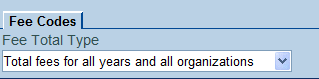 Fee Codes
Fee Total Type
Total fees for all years and all organizations